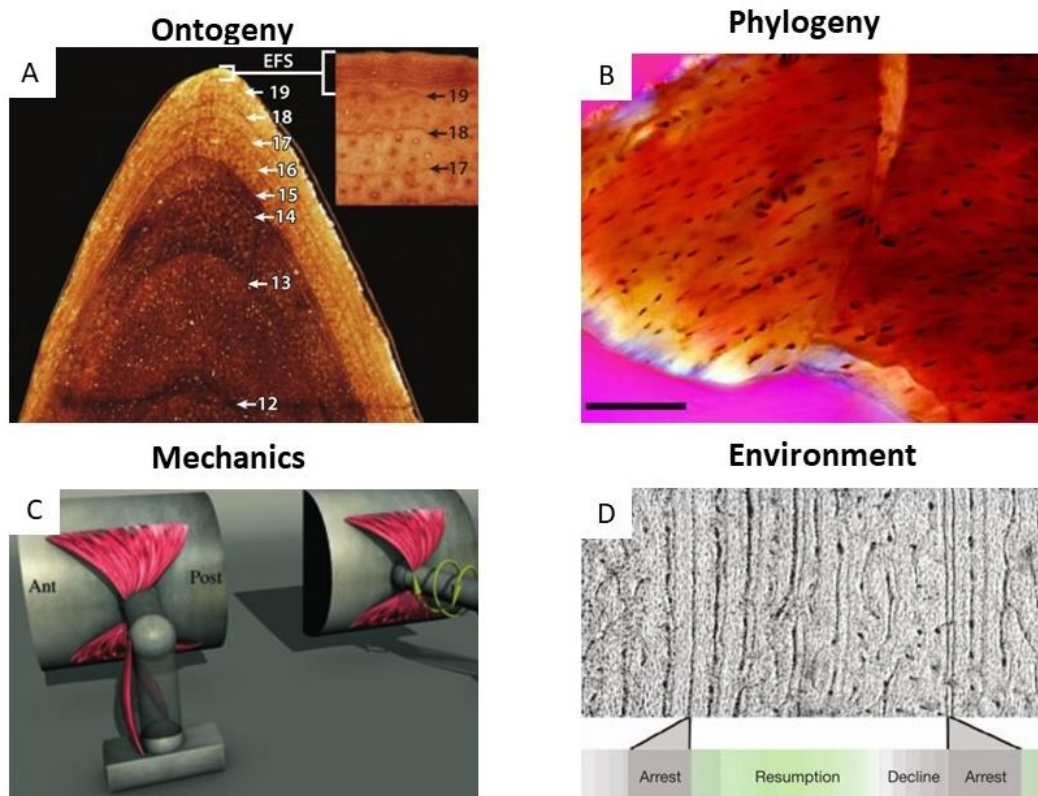 Ontogeny
A
EFS
19
18
17
16
15
14
13
12
19
18
17
Phylogeny
B
Mechanics
C
Ant
Post
Environment
D
Arrest
Resumption
Decline
Arrest